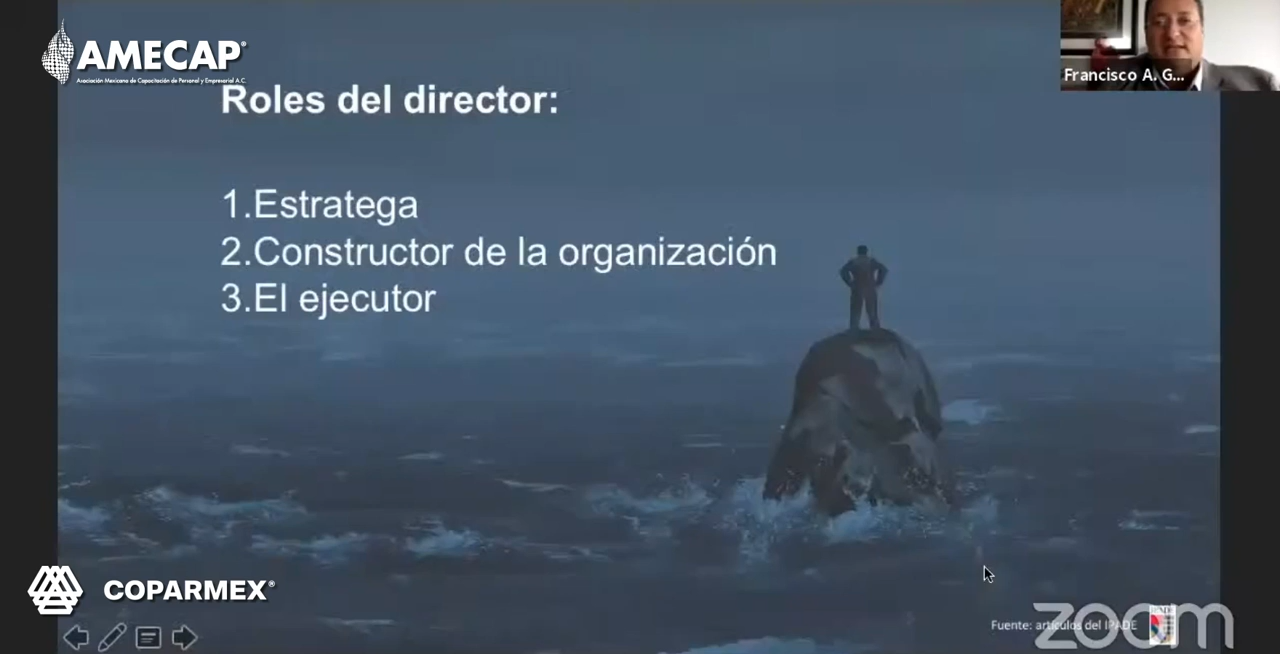 AMECAP®
Asociación Mexicana de Capacitación de Personal y Empresarial A.C.
Francisco A. G...
Roles del director:
1.Estratega
2.Constructor de la organización
3.El ejecutor
COPARMEX®
Fuente: artículos del IPADE
zoom